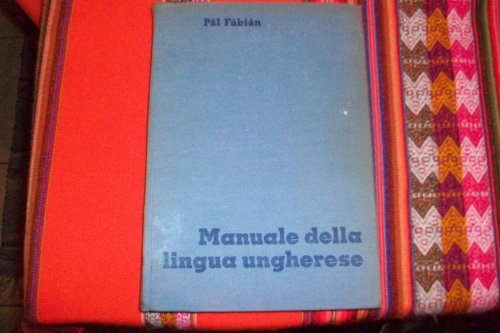 Pál Fábián
Manuale della
lingua ungherese